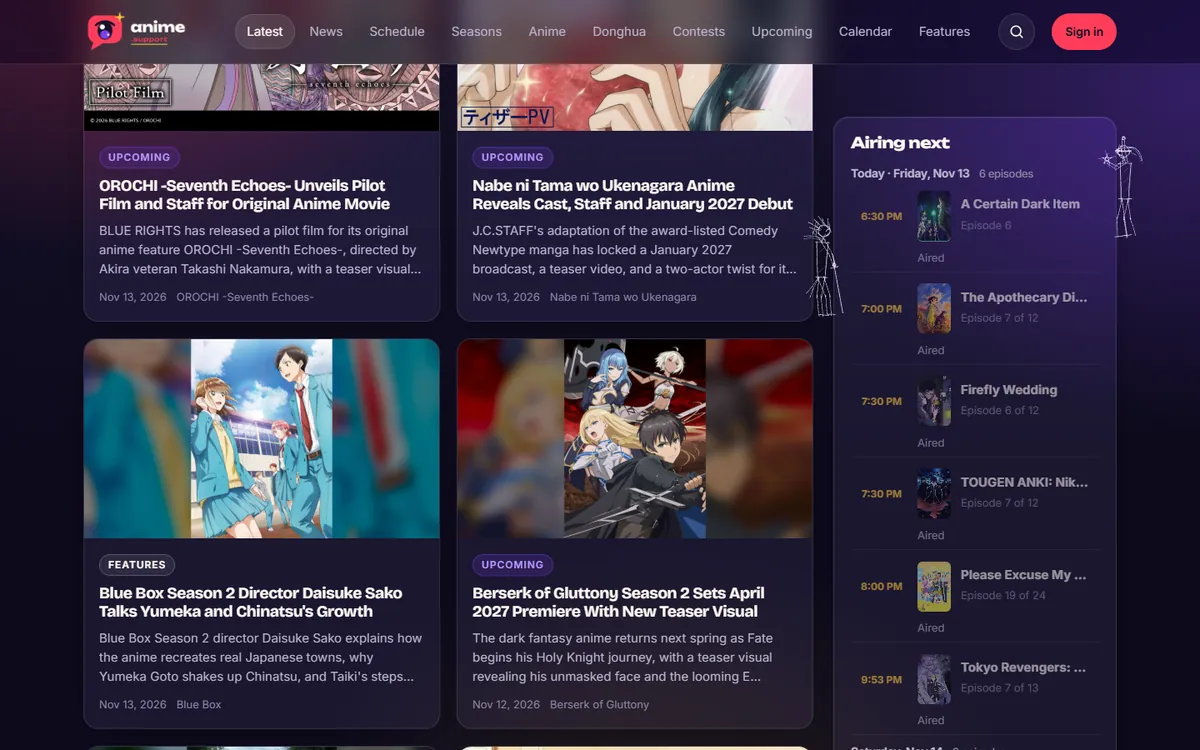 anime
support
Latest
News
Schedule
Seasons
Anime
Donghua
Contests
Upcoming
Calendar
Features
Sign in
Pilot Film
seventh echoes
© 2026 BLUE RIGHTS / OROCHI
UPCOMING
OROCHI -Seventh Echoes- Unveils Pilot
Film and Staff for Original Anime Movie
BLUE RIGHTS has released a pilot film for its original
anime feature OROCHI -Seventh Echoes-, directed by
Akira veteran Takashi Nakamura, with a teaser visual...
Nov 13, 2026 OROCHI -Seventh Echoes-
ティザーPV
UPCOMING
Nabe ni Tama wo Ukenagara Anime
Reveals Cast, Staff and January 2027 Debut
J.C.STAFF's adaptation of the award-listed Comedy
Newtype manga has locked a January 2027
broadcast, a teaser video, and a two-actor twist for it...
Nov 13, 2026 Nabe ni Tama wo Ukenagara
FEATURES
Blue Box Season 2 Director Daisuke Sako
Talks Yumeka and Chinatsu's Growth
Blue Box Season 2 director Daisuke Sako explains how
the anime recreates real Japanese towns, why
Yumeka Goto shakes up Chinatsu, and Taiki's steps...
Nov 13, 2026 Blue Box
UPCOMING
Berserk of Gluttony Season 2 Sets April
2027 Premiere With New Teaser Visual
The dark fantasy anime returns next spring as Fate
begins his Holy Knight journey, with a teaser visual
revealing his unmasked face and the looming E...
Nov 12, 2026 Berserk of Gluttony
Airing next
Today · Friday, Nov 13 6 episodes
6:30 PM
A Certain Dark Item
Episode 6
Aired
7:00 PM
The Apothecary Di...
Episode 7 of 12
Aired
7:30 PM
Firefly Wedding
Episode 6 of 12
Aired
7:30 PM
TOUGEN ANKI: Nik...
Episode 7 of 12
Aired
8:00 PM
Please Excuse My ...
Episode 19 of 24
Aired
9:53 PM
Tokyo Revengers: ...
Episode 7 of 13
Aired